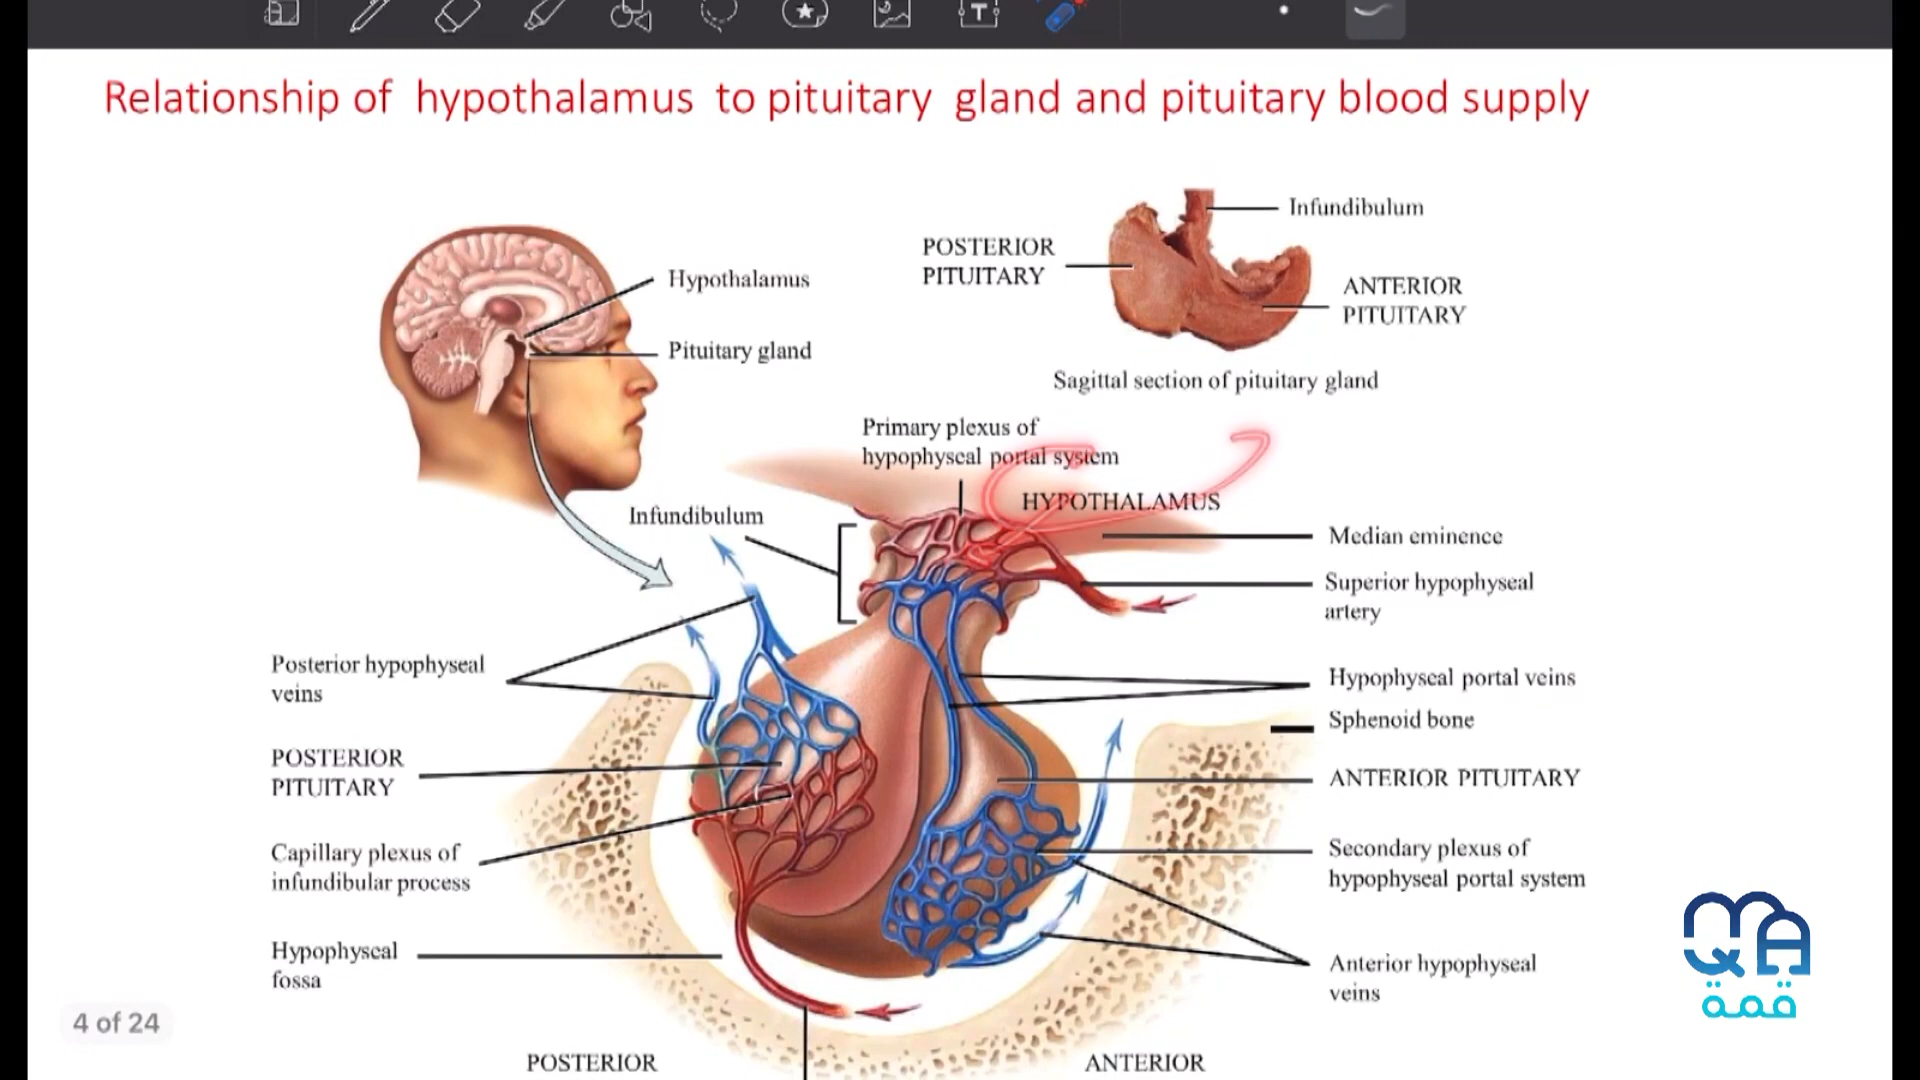 Relationship of hypothalamus to pituitary gland and pituitary blood supply
Infundibulum
POSTERIOR
PITUITARY
ANTERIOR
PITUITARY
Sagittal section of pituitary gland
Hypothalamus
Pituitary gland
Primary plexus of
hypophyseal portal system
HYPOTHALAMUS
Infundibulum
Median eminence
Superior hypophyseal
artery
Posterior hypophyseal
veins
Hypophyseal portal veins
Sphenoid bone
POSTERIOR
PITUITARY
ANTERIOR PITUITARY
Capillary plexus of
infundibular process
Secondary plexus of
hypophyseal portal system
Hypophyseal
fossa
Anterior hypophyseal
veins
POSTERIOR
ANTERIOR
4 of 24
QMA
قمة